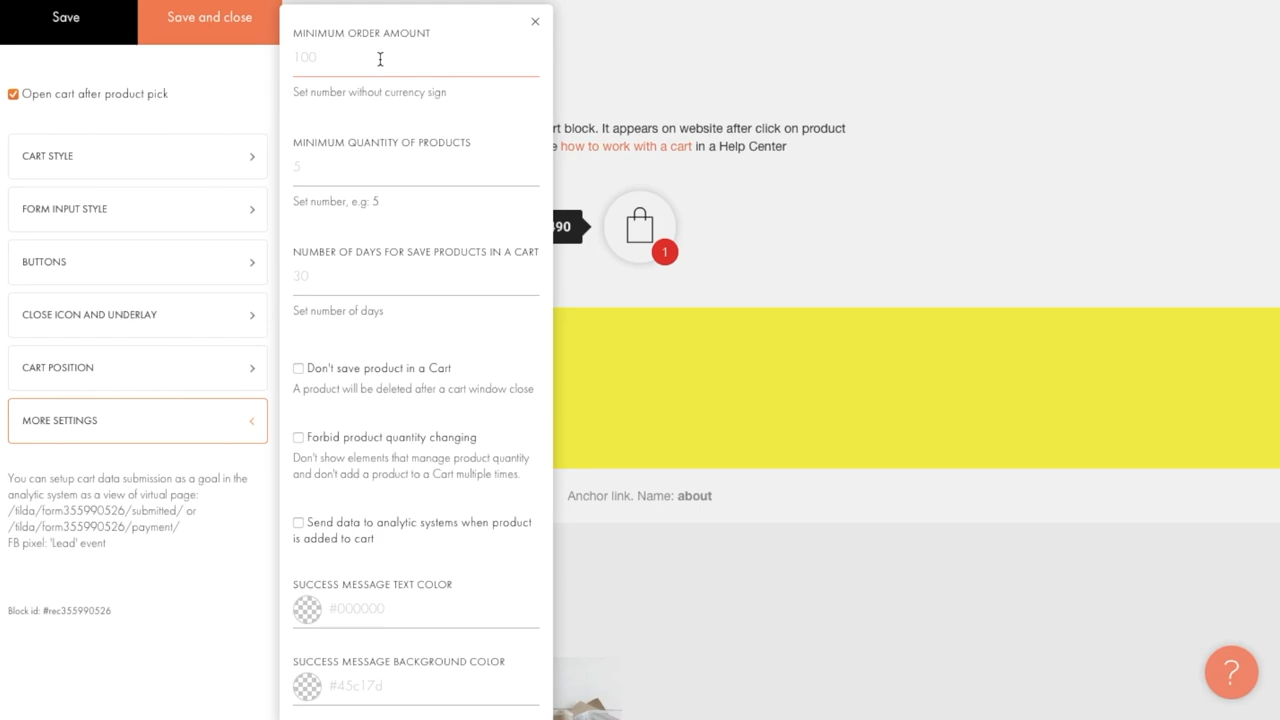 Save
Save and close
Open cart after product pick
CART STYLE
FORM INPUT STYLE
BUTTONS
CLOSE ICON AND UNDERLAY
CART POSITION
MORE SETTINGS
You can setup cart data submission as a goal in the
analytic system as a view of virtual page:
/tilda/form355990526/submitted/ or
/tilda/form355990526/payment/
FB pixel: 'Lead' event
Block id: #rec355990526
MINIMUM ORDER AMOUNT
100
Set number without currency sign
MINIMUM QUANTITY OF PRODUCTS
5
Set number, e.g: 5
NUMBER OF DAYS FOR SAVE PRODUCTS IN A CART
30
Set number of days
Don't save product in a Cart
A product will be deleted after a cart window close
Forbid product quantity changing
Don't show elements that manage product quantity
and don't add a product to a Cart multiple times.
Send data to analytic systems when product
is added to cart
SUCCESS MESSAGE TEXT COLOR
#000000
SUCCESS MESSAGE BACKGROUND COLOR
#45c17d
rt block. It appears on website after click on product
e how to work with a cart in a Help Center
90
1
Anchor link. Name: about
?